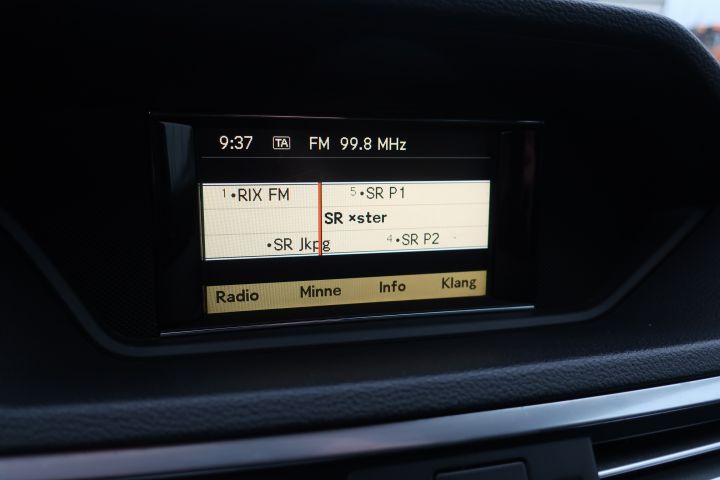 9:37 TA FM 99.8 MHz
1•RIX FM 5•SR P1
SR ×ster
•SR Jkpg 4•SR P2
Radio Minne Info Klang